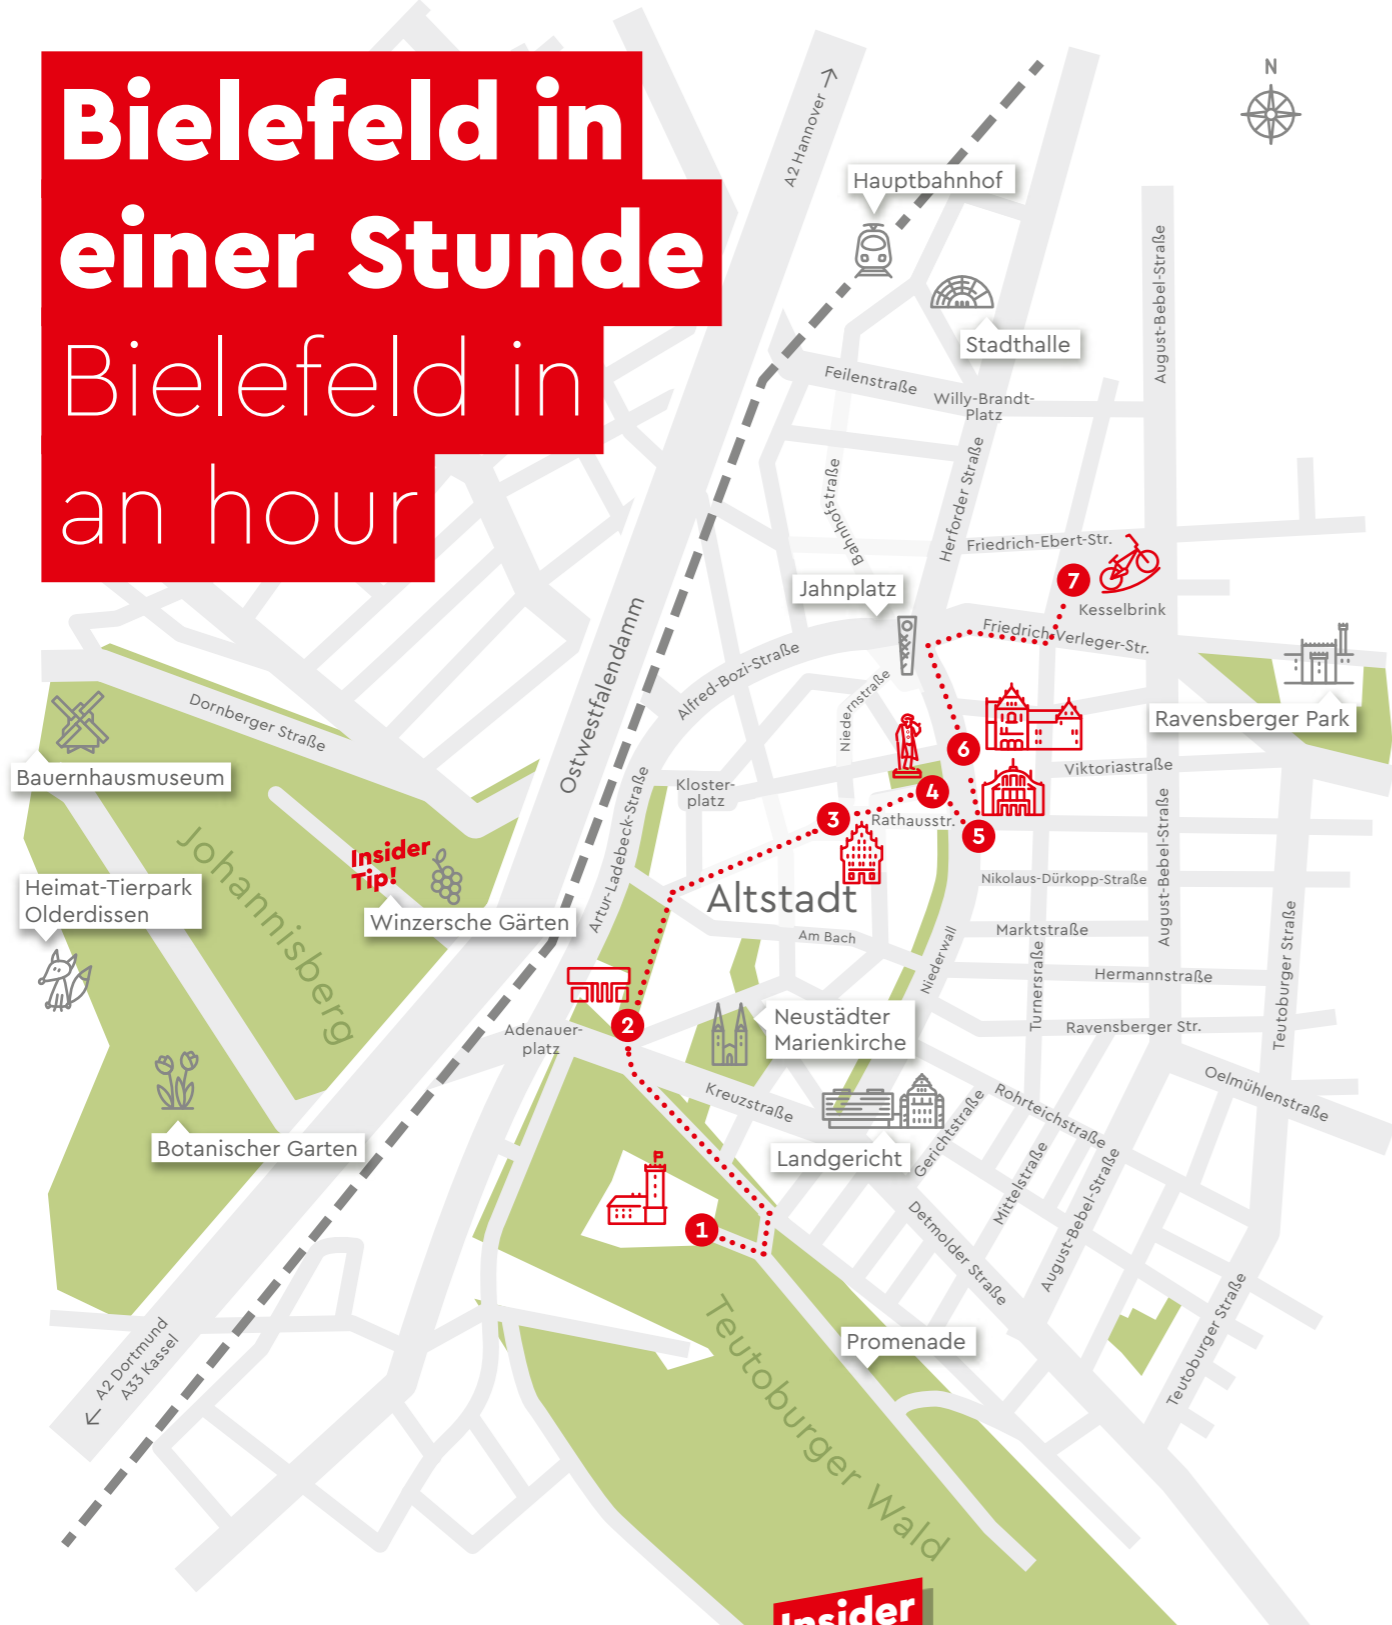 Bielefeld in
einer Stunde
Bielefeld in
an hour
N
A2 Hannover
Hauptbahnhof
Stadthalle
August-Bebel-Straße
Feilenstraße
Willy-Brandt-
Platz
Bahnhofstraße
Herforder Straße
Friedrich-Ebert-Str.
7
Kesselbrink
Jahnplatz
Friedrich-Verleger-Str.
Ostwestfalendamm
Alfred-Bozi-Straße
Niedernstraße
Ravensberger Park
Dornberger Straße
Bauernhausmuseum
6
Viktoriastraße
Kloster-
platz
4
3
Rathausstr.
5
Artur-Ladebeck-Straße
August-Bebel-Straße
Johannisberg
Insider
Tip!
Heimat-Tierpark
Olderdissen
Winzersche Gärten
Altstadt
Nikolaus-Dürkopp-Straße
Am Bach
Marktstraße
Niederwall
Turnersraße
Hermannstraße
Teutoburger Straße
2
Adenauer-
platz
Neustädter
Marienkirche
Ravensberger Str.
Kreuzstraße
Oelmühlenstraße
Rohrteichstraße
Botanischer Garten
Landgericht
Gerichtstraße
Mittelstraße
August-Bebel-Straße
1
Detmolder Straße
Teutoburger Straße
Promenade
A2 Dortmund
A33 Kassel
Teutoburger Wald
Insider